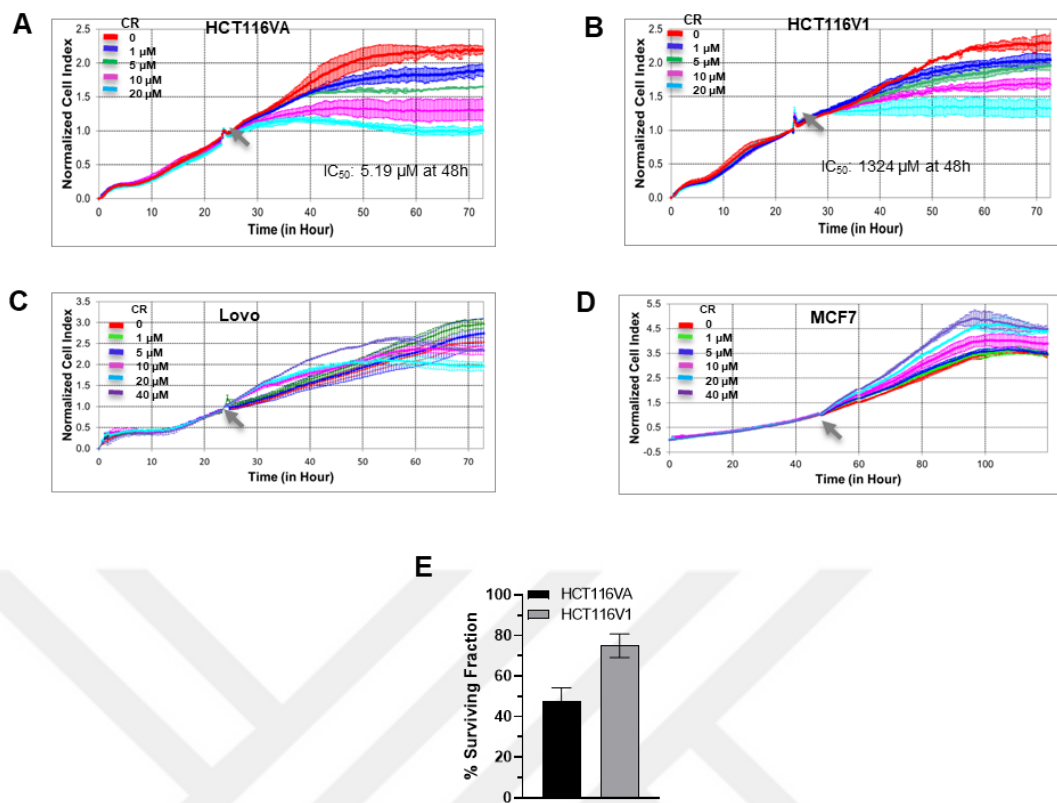 A
HCT116VA
CR
0
1 µM
5 µM
10 µM
20 µM
Normalized Cell Index
2.5
2.0
1.5
1.0
0.5
0.0
IC50: 5.19 µM at 48h
0 10 20 30 40 50 60 70
Time (in Hour)
B
HCT116V1
CR
0
1 µM
5 µM
10 µM
20 µM
Normalized Cell Index
2.5
2.0
1.5
1.0
0.5
0.0
IC50: 1324 µM at 48h
0 10 20 30 40 50 60 70
Time (in Hour)
C
Lovo
CR
0
1 µM
5 µM
10 µM
20 µM
40 µM
Normalized Cell Index
3.5
3.0
2.5
2.0
1.5
1.0
0.5
0.0
0 10 20 30 40 50 60 70
Time (in Hour)
D
MCF7
CR
0
1 µM
5 µM
10 µM
20 µM
40 µM
Normalized Cell Index
5.5
4.5
3.5
2.5
1.5
0.5
-0.5
0 20 40 60 80 100
Time (in Hour)
E
HCT116VA
HCT116V1
% Surviving Fraction
100
80
60
40
20
0